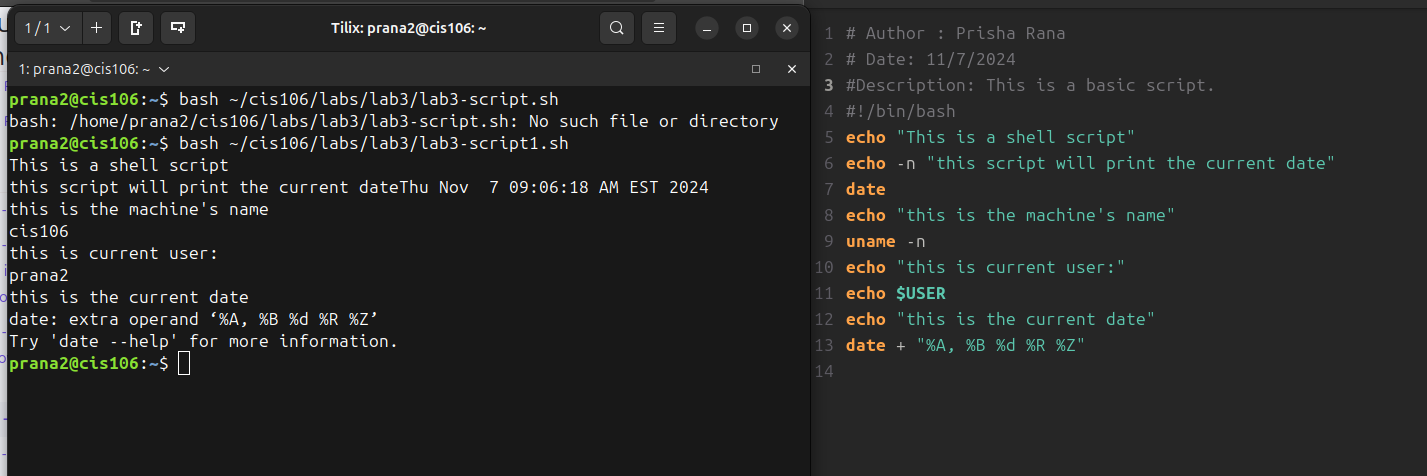 1 / 1
Tilix: prana2@cis106: ~
1: prana2@cis106: ~
prana2@cis106:~$ bash ~/cis106/labs/lab3/lab3-script.sh
bash: /home/prana2/cis106/labs/lab3/lab3-script.sh: No such file or directory
prana2@cis106:~$ bash ~/cis106/labs/lab3/lab3-script1.sh
This is a shell script
this script will print the current dateThu Nov  7 09:06:18 AM EST 2024
this is the machine's name
cis106
this is current user:
prana2
this is the current date
date: extra operand ‘%A, %B %d %R %Z’
Try 'date --help' for more information.
prana2@cis106:~$
1 # Author : Prisha Rana
2 # Date: 11/7/2024
3 #Description: This is a basic script.
4 #!/bin/bash
5 echo "This is a shell script"
6 echo -n "this script will print the current date"
7 date
8 echo "this is the machine's name"
9 uname -n
10 echo "this is current user:"
11 echo $USER
12 echo "this is the current date"
13 date + "%A, %B %d %R %Z"
14